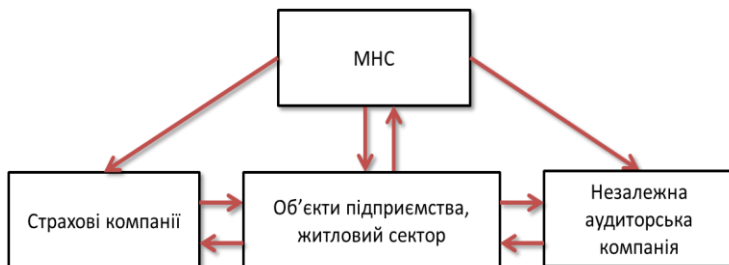 МНС
Страхові компанії
Об’єкти підприємства,
житловий сектор
Незалежна
аудиторська
компанія